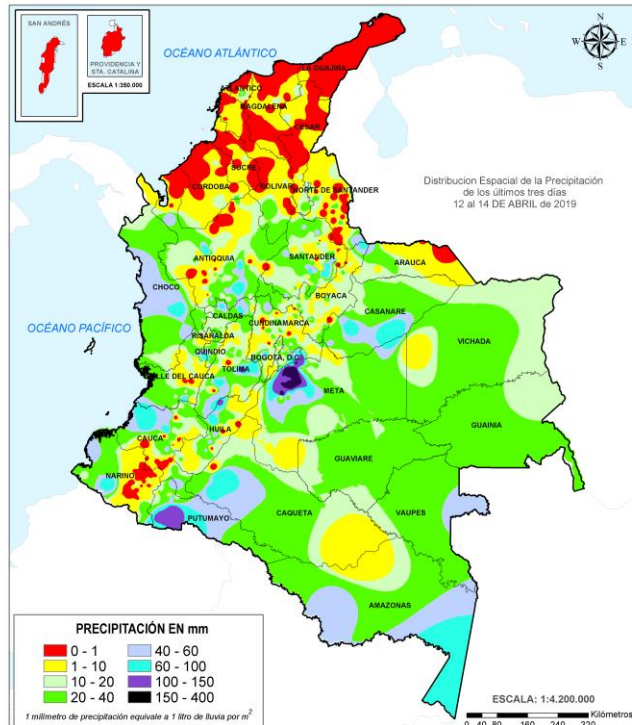 SAN ANDRÉS
PROVIDENCIA Y
STA. CATALINA
ESCALA 1:350.000
OCÉANO ATLÁNTICO
N
W E
S
LA GUAJIRA
ATLÁNTICO
MAGDALENA
CESAR
SUCRE
CÓRDOBA
BOLIVAR
NORTE DE SANTANDER
Distribucion Espacial de la Precipitación
de los últimos tres días
12 al 14 DE ABRIL de 2019
ANTIOQUIA
SANTANDER
ARAUCA
CHOCO
BOYACA
CASANARE
OCÉANO PACÍFICO
CALDAS
CUNDINAMARCA
VICHADA
RISARALDA
QUINDIO
BOGOTÁ, D.C.
TOLIMA
VALLE DEL CAUCA
META
GUAINIA
CAUCA
HUILA
GUAVIARE
NARIÑO
CAQUETA
VAUPES
PUTUMAYO
AMAZONAS
PRECIPITACIÓN EN mm
0 - 1 40 - 60
1 - 10 60 - 100
10 - 20 100 - 150
20 - 40 150 - 400
1 milímetro de precipitación equivale a 1 litro de lluvia por m²
ESCALA: 1:4.200.000
Kilómetros
0 40 80 160 240 320